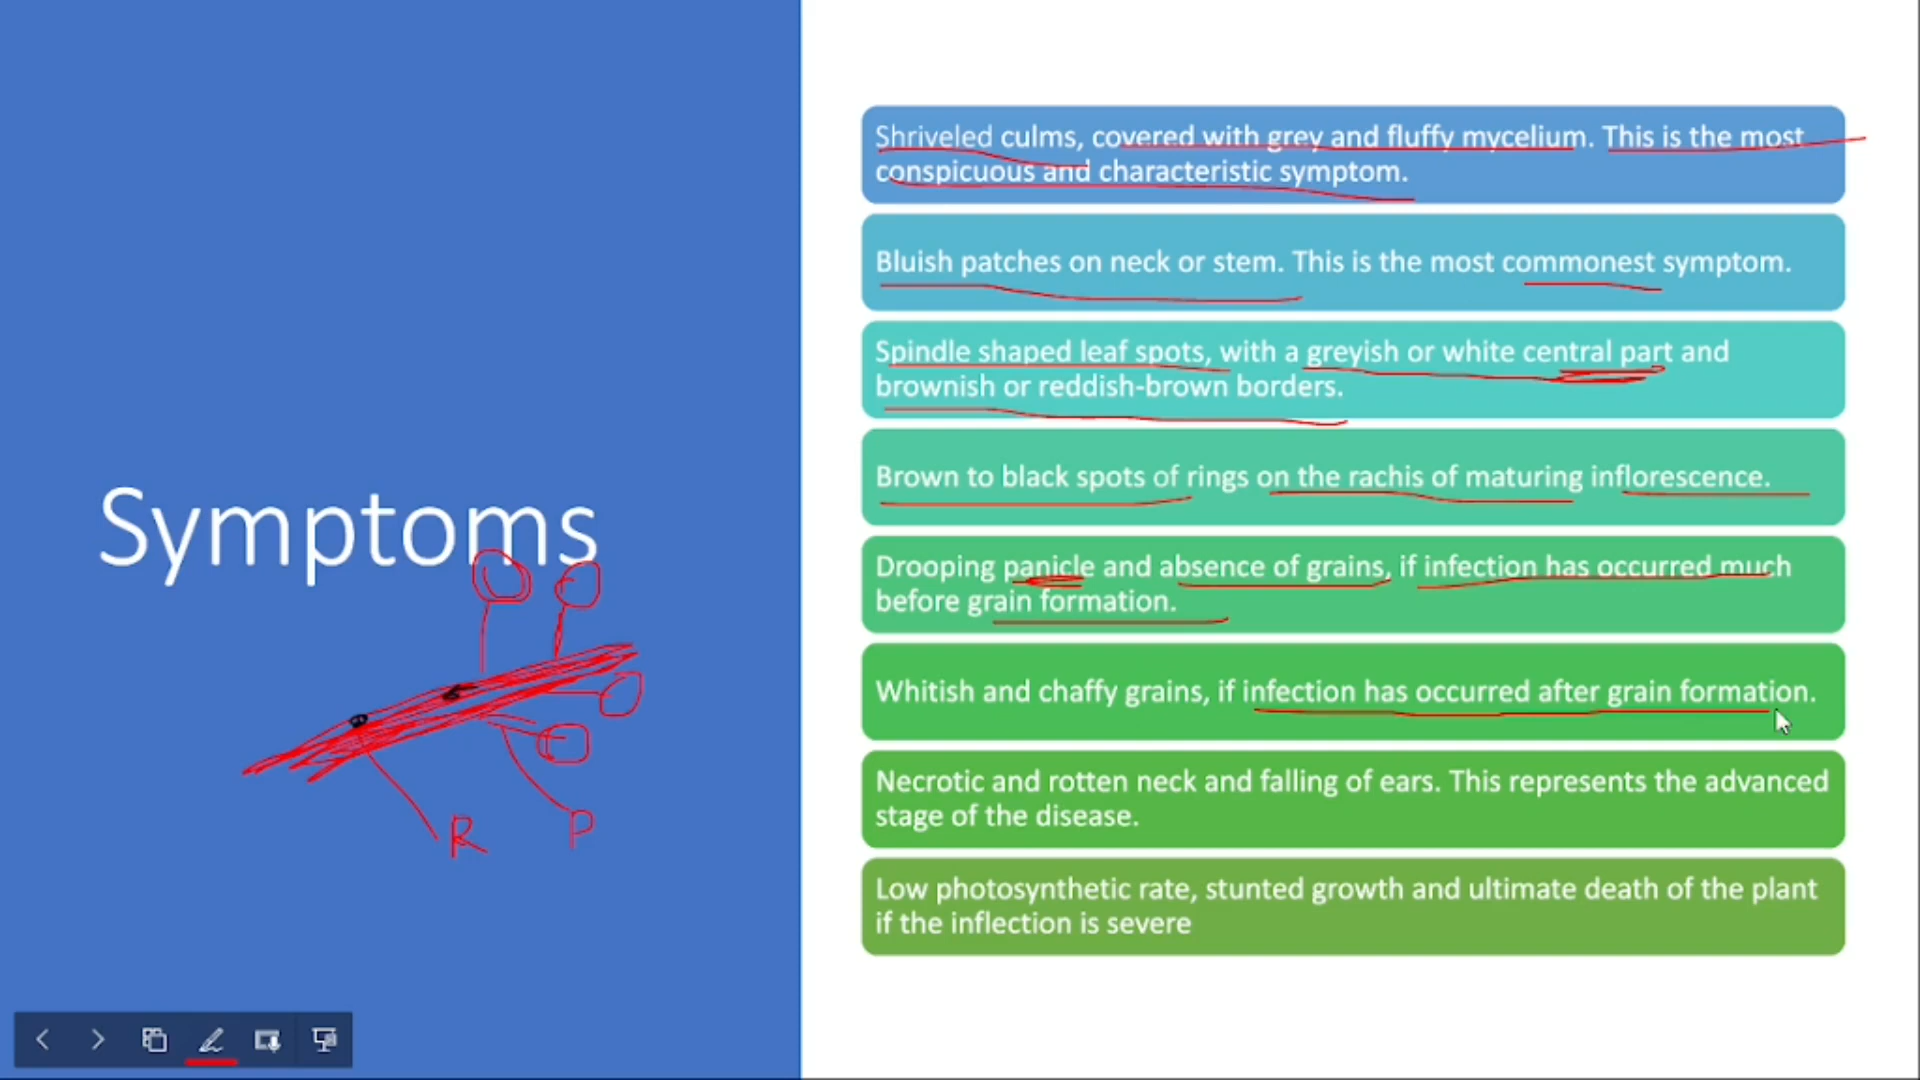 Symptoms
R
P
Shriveled culms, covered with grey and fluffy mycelium. This is the most
conspicuous and characteristic symptom.
Bluish patches on neck or stem. This is the most commonest symptom.
Spindle shaped leaf spots, with a greyish or white central part and
brownish or reddish-brown borders.
Brown to black spots of rings on the rachis of maturing inflorescence.
Drooping panicle and absence of grains, if infection has occurred much
before grain formation.
Whitish and chaffy grains, if infection has occurred after grain formation.
Necrotic and rotten neck and falling of ears. This represents the advanced
stage of the disease.
Low photosynthetic rate, stunted growth and ultimate death of the plant
if the inflection is severe